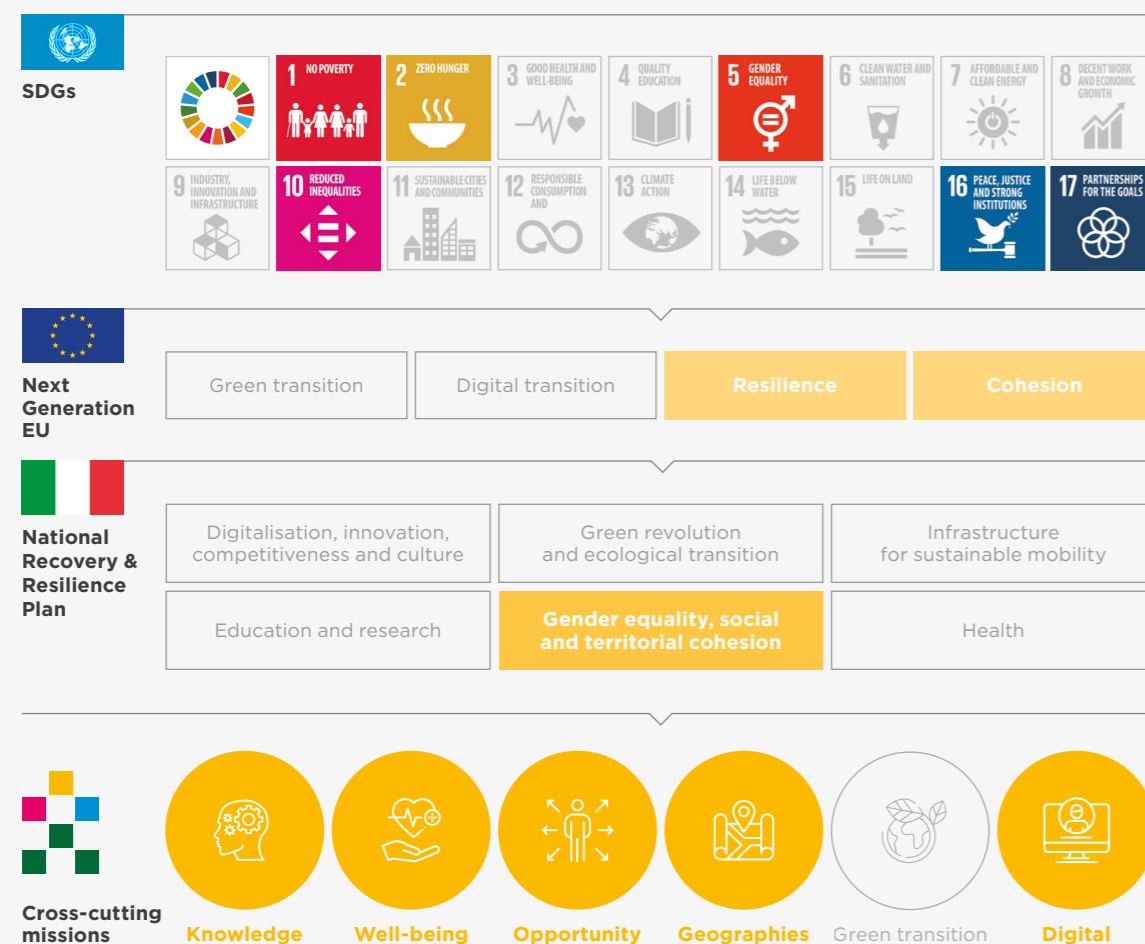 SDGs
1 NO POVERTY
2 ZERO HUNGER
3 GOOD HEALTH AND
WELL-BEING
4 QUALITY
EDUCATION
5 GENDER
EQUALITY
6 CLEAN WATER AND
SANITATION
7 AFFORDABLE AND
CLEAN ENERGY
8 DECENT WORK
AND ECONOMIC
GROWTH
9 INDUSTRY,
INNOVATION AND
INFRASTRUCTURE
10 REDUCED
INEQUALITIES
11 SUSTAINABLE CITIES
AND COMMUNITIES
12 RESPONSIBLE
CONSUMPTION
AND
13 CLIMATE
ACTION
14 LIFE BELOW
WATER
15 LIFE ON LAND
16 PEACE, JUSTICE
AND STRONG
INSTITUTIONS
17 PARTNERSHIPS
FOR THE GOALS
Next
Generation
EU
Green transition
Digital transition
Resilience
Cohesion
National
Recovery &
Resilience
Plan
Digitalisation, innovation,
competitiveness and culture
Green revolution
and ecological transition
Infrastructure
for sustainable mobility
Education and research
Gender equality, social
and territorial cohesion
Health
Cross-cutting
missions
Knowledge
Well-being
Opportunity
Geographies
Green transition
Digital